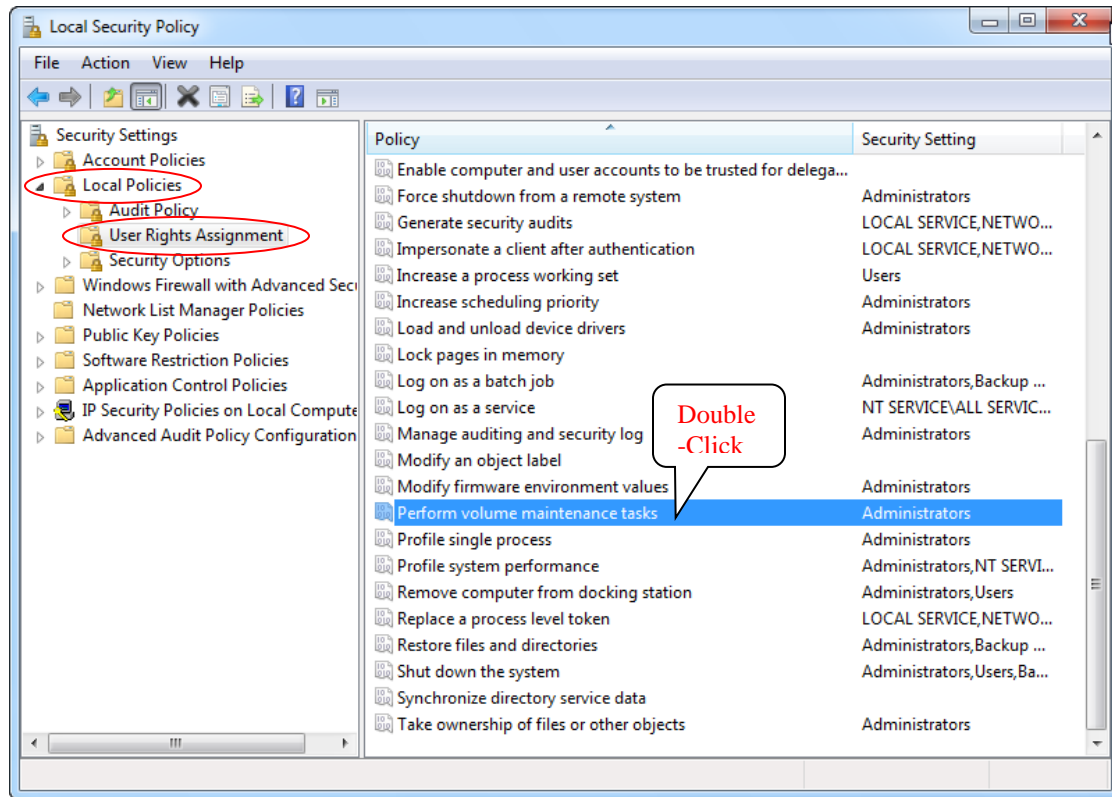 Local Security Policy
File Action View Help
Security Settings
Account Policies
Local Policies
Audit Policy
User Rights Assignment
Security Options
Windows Firewall with Advanced Secu
Network List Manager Policies
Public Key Policies
Software Restriction Policies
Application Control Policies
IP Security Policies on Local Compute
Advanced Audit Policy Configuration
Policy Security Setting
Enable computer and user accounts to be trusted for delega...
Force shutdown from a remote system Administrators
Generate security audits LOCAL SERVICE,NETWO...
Impersonate a client after authentication LOCAL SERVICE,NETWO...
Increase a process working set Users
Increase scheduling priority Administrators
Load and unload device drivers Administrators
Lock pages in memory
Log on as a batch job Administrators,Backup ...
Log on as a service NT SERVICE\ALL SERVIC...
Manage auditing and security log Administrators
Modify an object label
Modify firmware environment values Administrators
Perform volume maintenance tasks Administrators
Profile single process Administrators
Profile system performance Administrators,NT SERVI...
Remove computer from docking station Administrators,Users
Replace a process level token LOCAL SERVICE,NETWO...
Restore files and directories Administrators,Backup ...
Shut down the system Administrators,Users,Ba...
Synchronize directory service data
Take ownership of files or other objects Administrators
Double
-Click